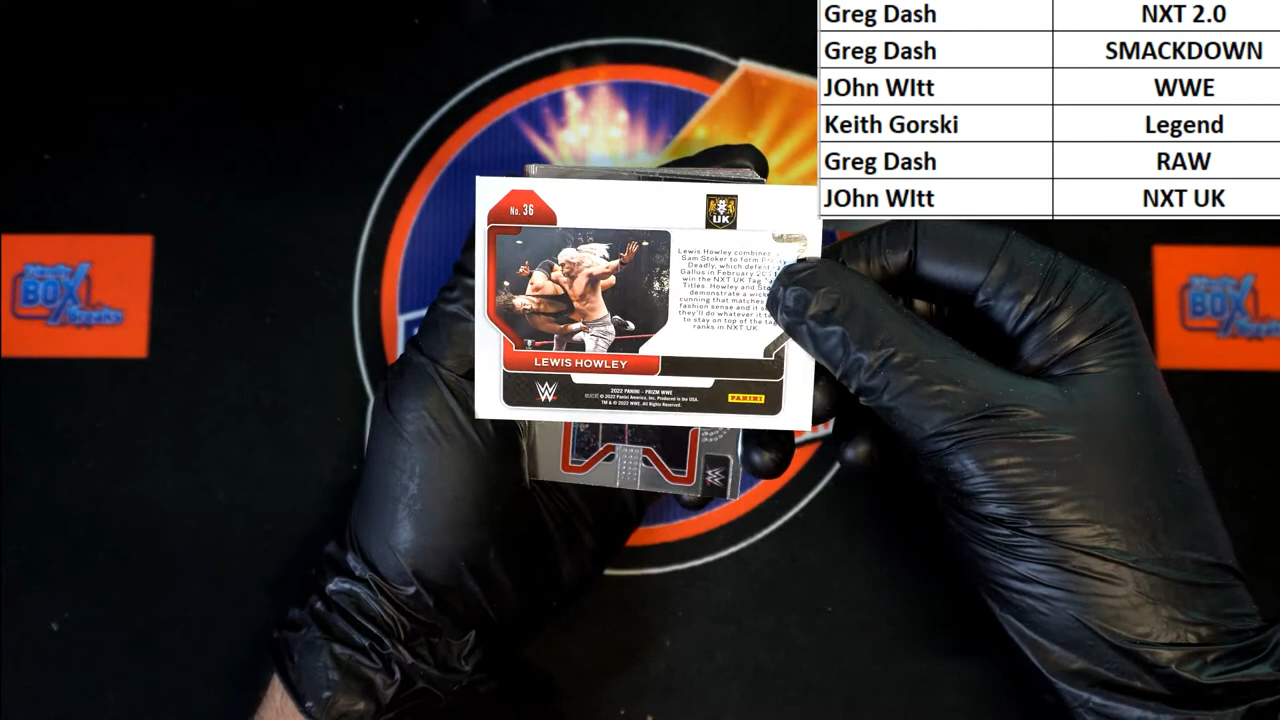 Greg Dash NXT 2.0
Greg Dash SMACKDOWN
JOhn WItt WWE
Keith Gorski Legend
Greg Dash RAW
JOhn WItt NXT UK
No. 36
UK
Lewis Howley combines
Sam Stoker to form
Deadly, which
Gallus in February
win the NXT UK Tag
Titles. Howley and
demonstrate a
cunning that matches
fashion sense and it
they'll do whatever it
to stay on top of the tag
ranks in NXT UK.
LEWIS HOWLEY
W
2022 PANINI - PRIZM WWE
© 2022 Panini America, Inc. Produced in the USA.
TM & © 2022 WWE. All Rights Reserved.
PANINI
BOX
Breaks
BOX
Breaks